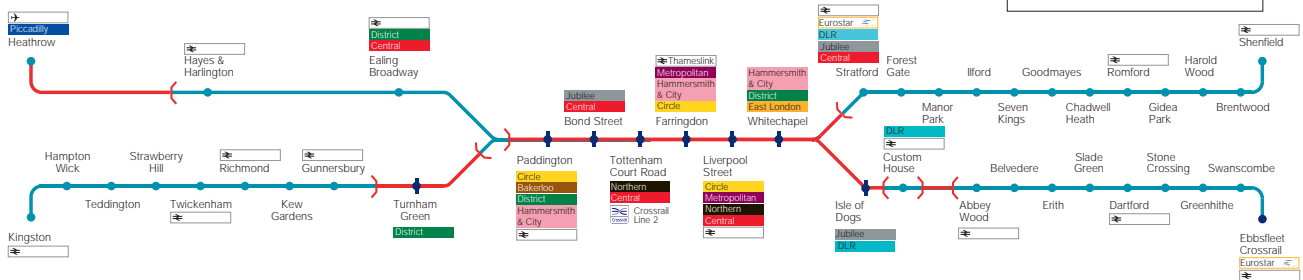 Piccadilly
Heathrow
Hayes &
Harlington
District
Central
Ealing
Broadway
Jubilee
Central
Bond Street
Thameslink
Metropolitan
Hammersmith
& City
Circle
Farringdon
Hammersmith
& City
District
East London
Whitechapel
Eurostar
DLR
Jubilee
Central
Stratford
Forest
Gate
Manor
Park
Ilford
Seven
Kings
Goodmayes
Chadwell
Heath
Romford
Gidea
Park
Harold
Wood
Brentwood
Shenfield
Kingston
Hampton
Wick
Teddington
Strawberry
Hill
Twickenham
Richmond
Kew
Gardens
Gunnersbury
Turnham
Green
District
Paddington
Circle
Bakerloo
District
Hammersmith
& City
Tottenham
Court Road
Northern
Central
Crossrail
Crossrail
Line 2
Liverpool
Street
Circle
Metropolitan
Northern
Central
Isle of
Dogs
Jubilee
DLR
DLR
Custom
House
Abbey
Wood
Belvedere
Erith
Slade
Green
Dartford
Stone
Crossing
Greenhithe
Swanscombe
Ebbsfleet
Crossrail
Eurostar